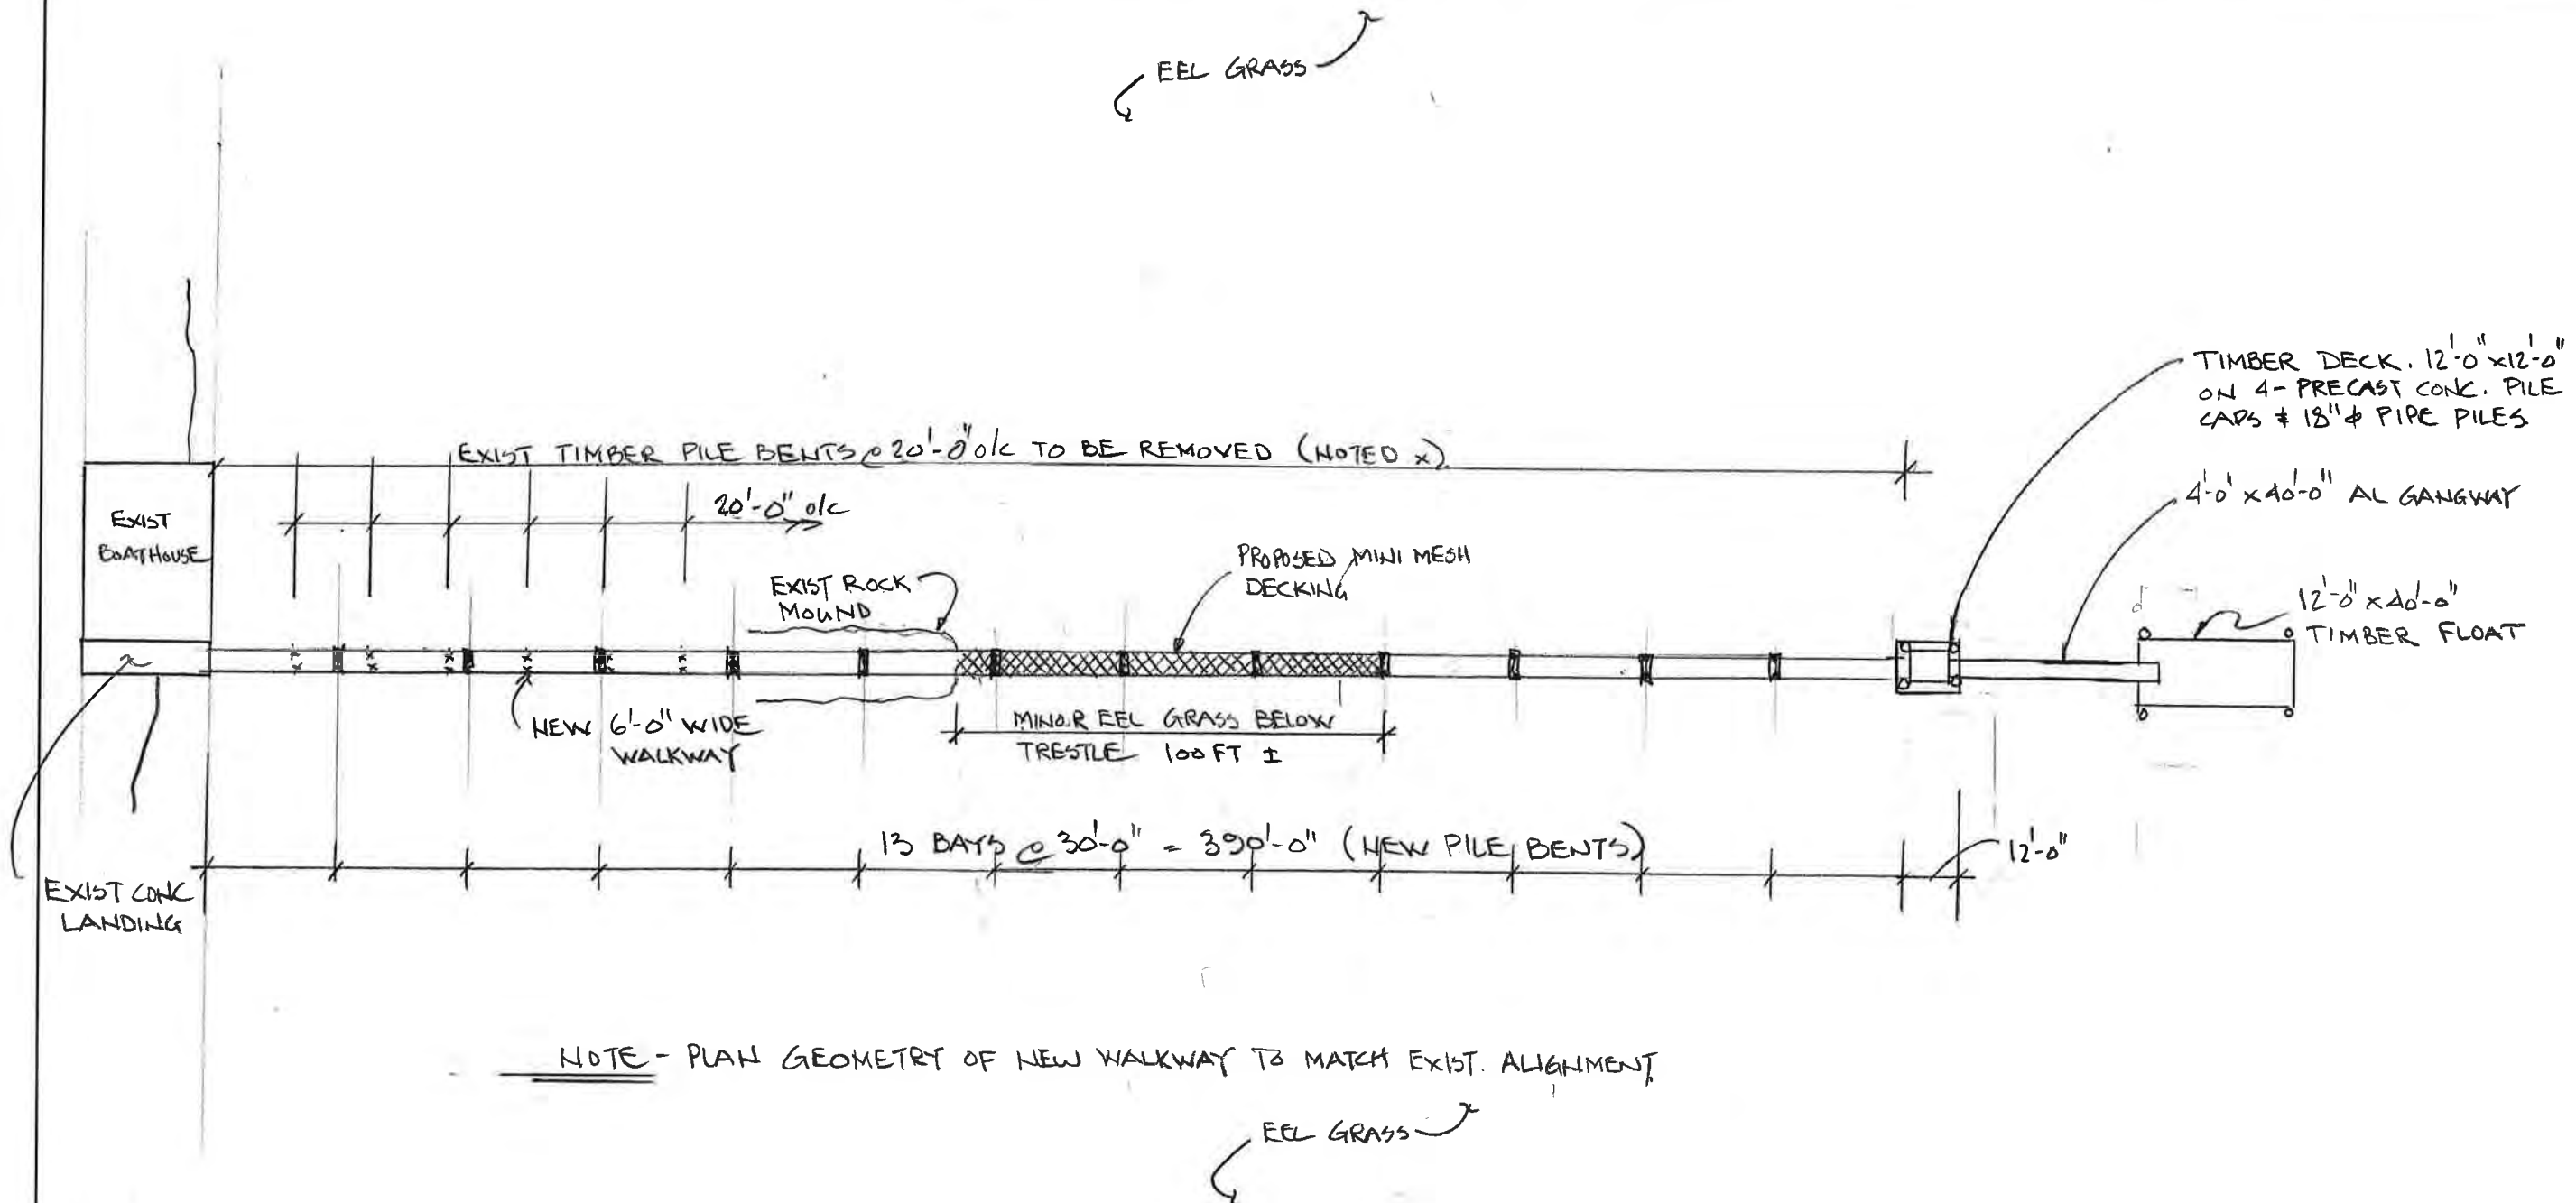 EEL GRASS
TIMBER DECK. 12'-0" x 12'-0"
ON 4- PRECAST CONC. PILE
CAPS & 18" ⌀ PIPE PILES
EXIST TIMBER PILE BENTS @ 20'-0" o/c TO BE REMOVED (NOTED x)
4'-0" x 40'-0" AL GANGWAY
20'-0" o/c
EXIST
BOATHOUSE
PROPOSED MINI MESH
DECKING
EXIST ROCK
MOUND
12'-0" x 40'-0"
TIMBER FLOAT
NEW 6'-0" WIDE
WALKWAY
MINOR EEL GRASS BELOW
TRESTLE 100 FT ±
13 BAYS @ 30'-0" = 390'-0" (NEW PILE BENTS)
12'-0"
EXIST CONC
LANDING
NOTE - PLAN GEOMETRY OF NEW WALKWAY TO MATCH EXIST. ALIGNMENT
EEL GRASS